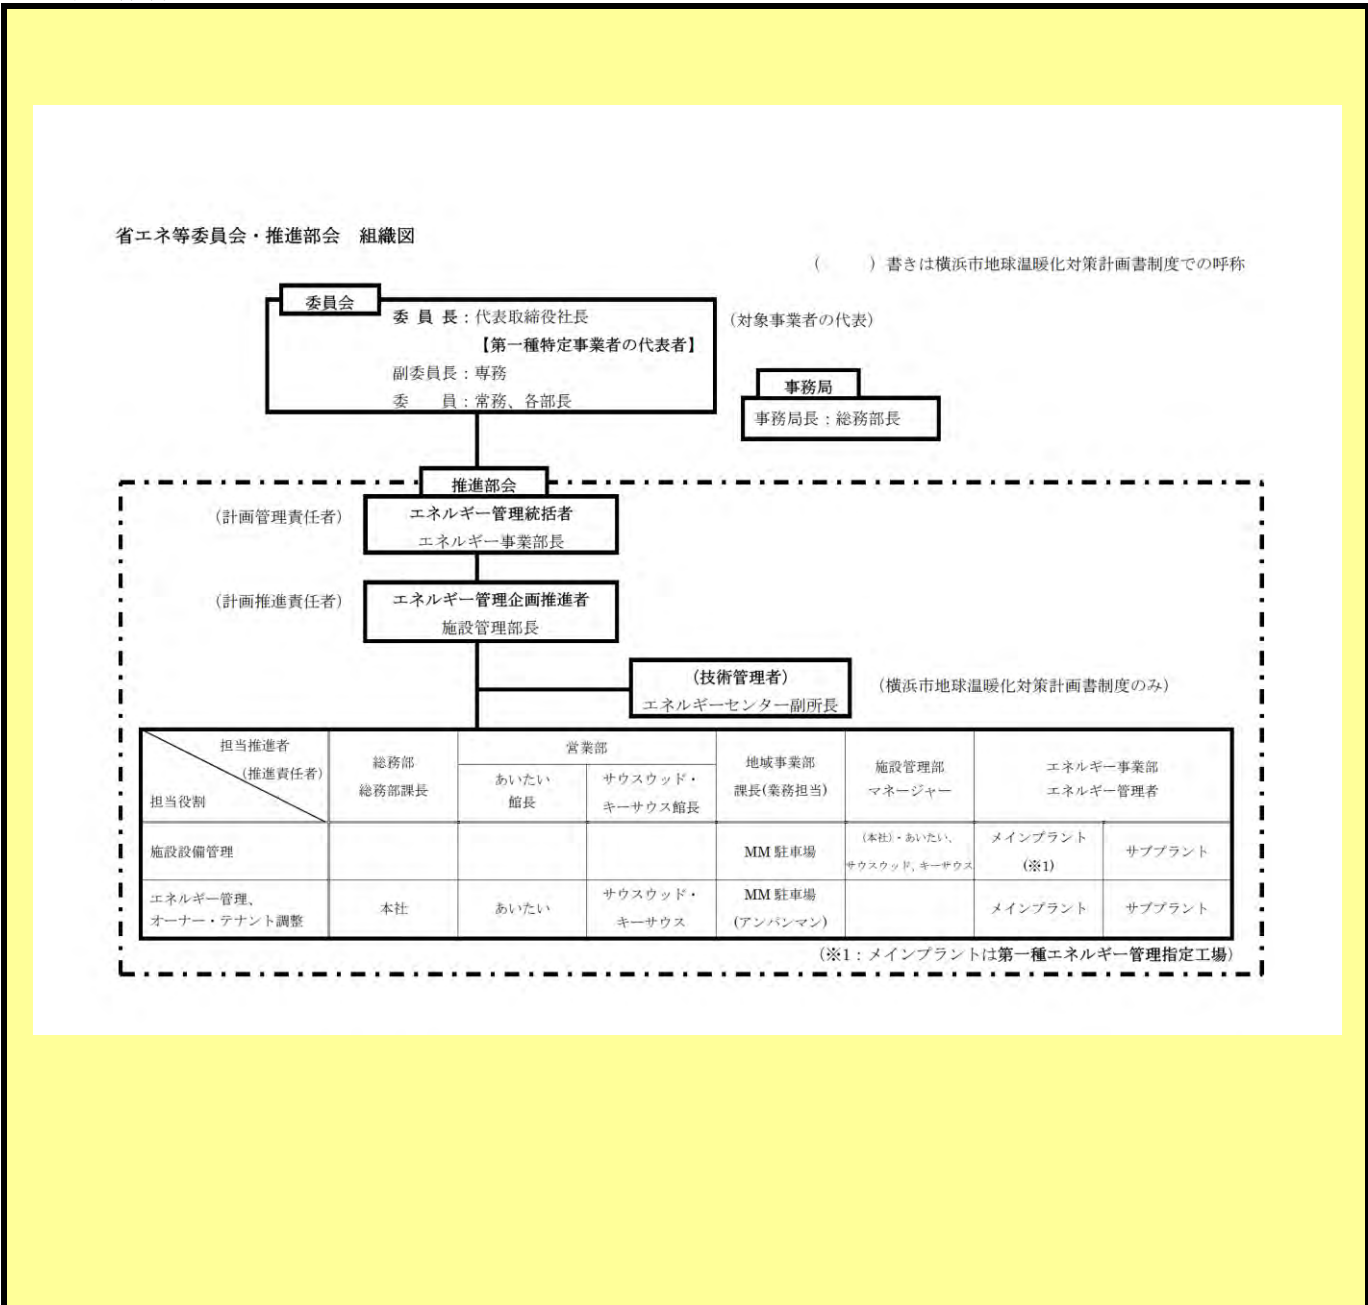 省エネ等委員会・推進部会　組織図
（　　　）書きは横浜市地球温暖化対策計画書制度での呼称
委員会
委 員 長：代表取締役社長
【第一種特定事業者の代表者】
副委員長：専務
委　　員：常務、各部長
（対象事業者の代表）
事務局
事務局長：総務部長
推進部会
（計画管理責任者）
エネルギー管理統括者
エネルギー事業部長
（計画推進責任者）
エネルギー管理企画推進者
施設管理部長
（技術管理者）
エネルギーセンター副所長
（横浜市地球温暖化対策計画書制度のみ）
担当推進者
（推進責任者）
担当役割
総務部
総務部課長
営業部
あいたい
館長
サウスウッド・
キーサウス館長
地域事業部
課長(業務担当)
施設管理部
マネージャー
エネルギー事業部
エネルギー管理者
施設設備管理
MM 駐車場
(本社)・あいたい、
サウスウッド, キーサウス
メインプラント
(※1)
サブプラント
エネルギー管理、
オーナー・テナント調整
本社
あいたい
サウスウッド・
キーサウス
MM 駐車場
(アンパンマン)
メインプラント
サブプラント
（※1：メインプラントは第一種エネルギー管理指定工場）